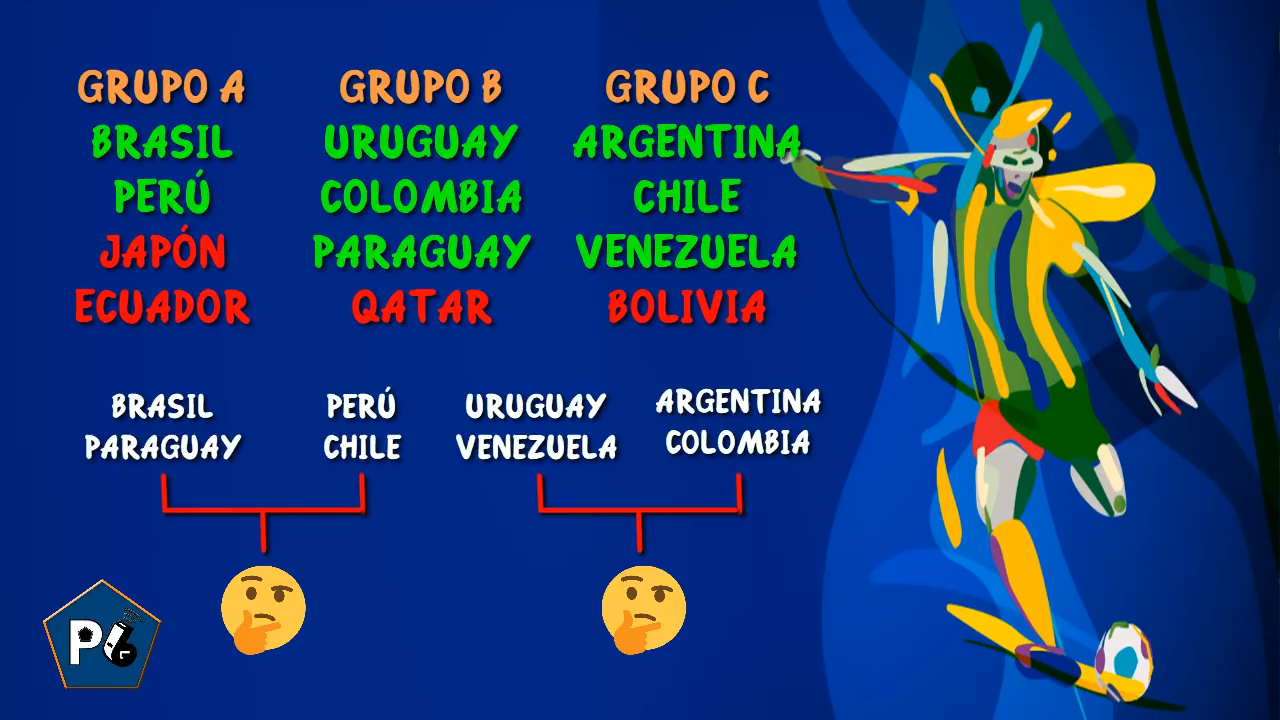 GRUPO A GRUPO B GRUPO C
BRASIL URUGUAY ARGENTINA
PERÚ COLOMBIA CHILE
JAPÓN PARAGUAY VENEZUELA
ECUADOR QATAR BOLIVIA
BRASIL PERÚ URUGUAY ARGENTINA
PARAGUAY CHILE VENEZUELA COLOMBIA
P G